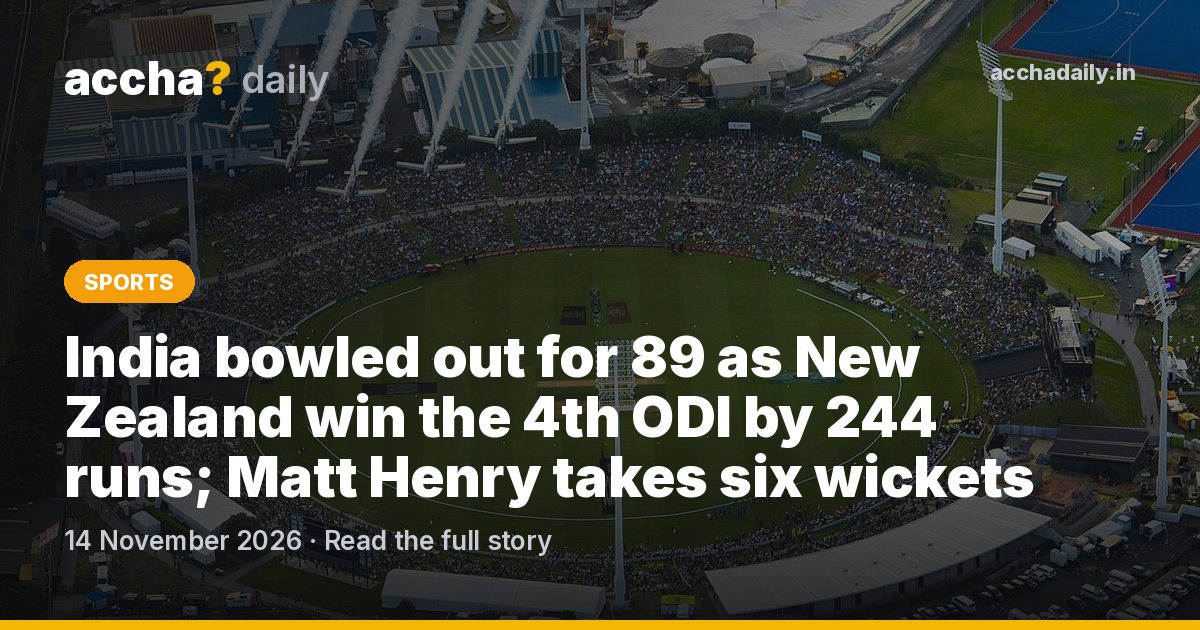 accha? daily
acchadaily.in
SPORTS
India bowled out for 89 as New
Zealand win the 4th ODI by 244
runs; Matt Henry takes six wickets
14 November 2026 · Read the full story